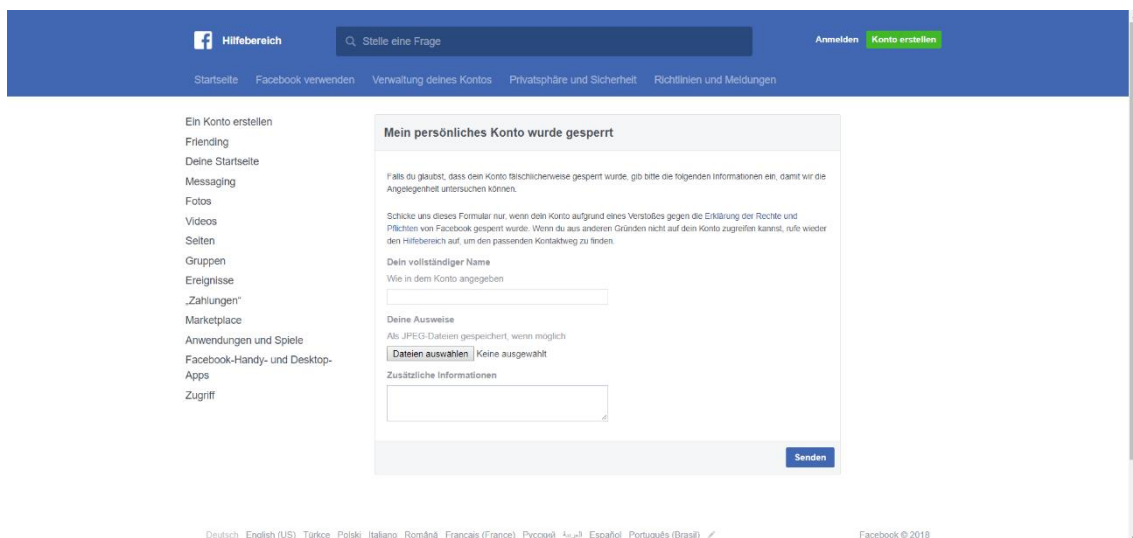 Hilfebereich
Stelle eine Frage
Anmelden
Konto erstellen
Startseite Facebook verwenden Verwaltung deines Kontos Privatsphäre und Sicherheit Richtlinien und Meldungen
Ein Konto erstellen
Friending
Deine Startseite
Messaging
Fotos
Videos
Seiten
Gruppen
Ereignisse
„Zahlungen“
Marketplace
Anwendungen und Spiele
Facebook-Handy- und Desktop-
Apps
Zugriff
Mein persönliches Konto wurde gesperrt
Falls du glaubst, dass dein Konto fälschlicherweise gesperrt wurde, gib bitte die folgenden Informationen ein, damit wir die
Angelegenheit untersuchen können.
Schicke uns dieses Formular nur, wenn dein Konto aufgrund eines Verstoßes gegen die Erklärung der Rechte und
Pflichten von Facebook gesperrt wurde. Wenn du aus anderen Gründen nicht auf dein Konto zugreifen kannst, rufe wieder
den Hilfebereich auf, um den passenden Kontaktweg zu finden.
Dein vollständiger Name
Wie in dem Konto angegeben
Deine Ausweise
Als JPEG-Dateien gespeichert, wenn möglich
Dateien auswählen Keine ausgewählt
Zusätzliche Informationen
Senden
Deutsch English (US) Türkçe Polski Italiano Română Français (France) Русский العربية Español Português (Brasil)
Facebook © 2018